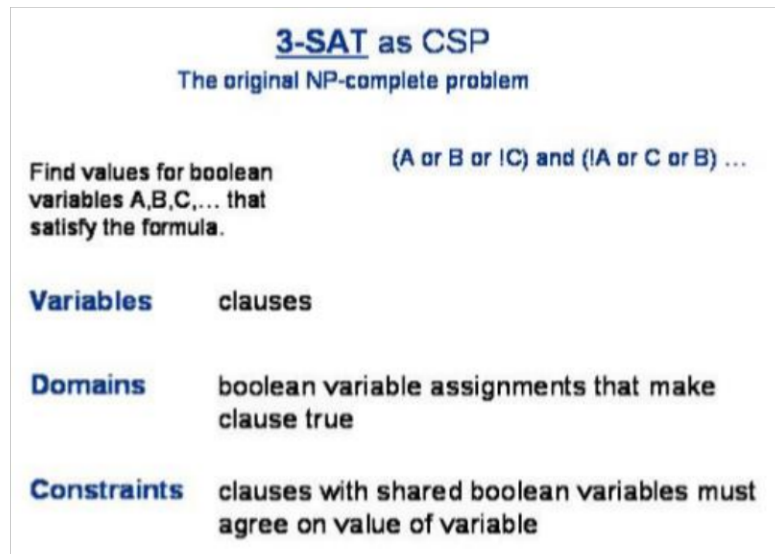 3-SAT as CSP
The original NP-complete problem
(A or B or !C) and (!A or C or B) ...
Find values for boolean
variables A,B,C,... that
satisfy the formula.
Variables clauses
Domains boolean variable assignments that make
clause true
Constraints clauses with shared boolean variables must
agree on value of variable